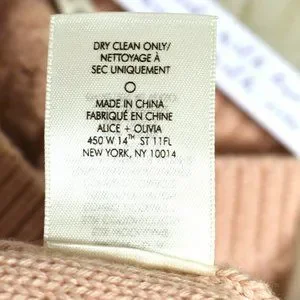 DRY CLEAN ONLY/
NETTOYAGE À
SEC UNIQUEMENT
MADE IN CHINA
FABRIQUÉ EN CHINE
ALICE + OLIVIA
450 W 14TH ST 11FL
NEW YORK, NY 10014